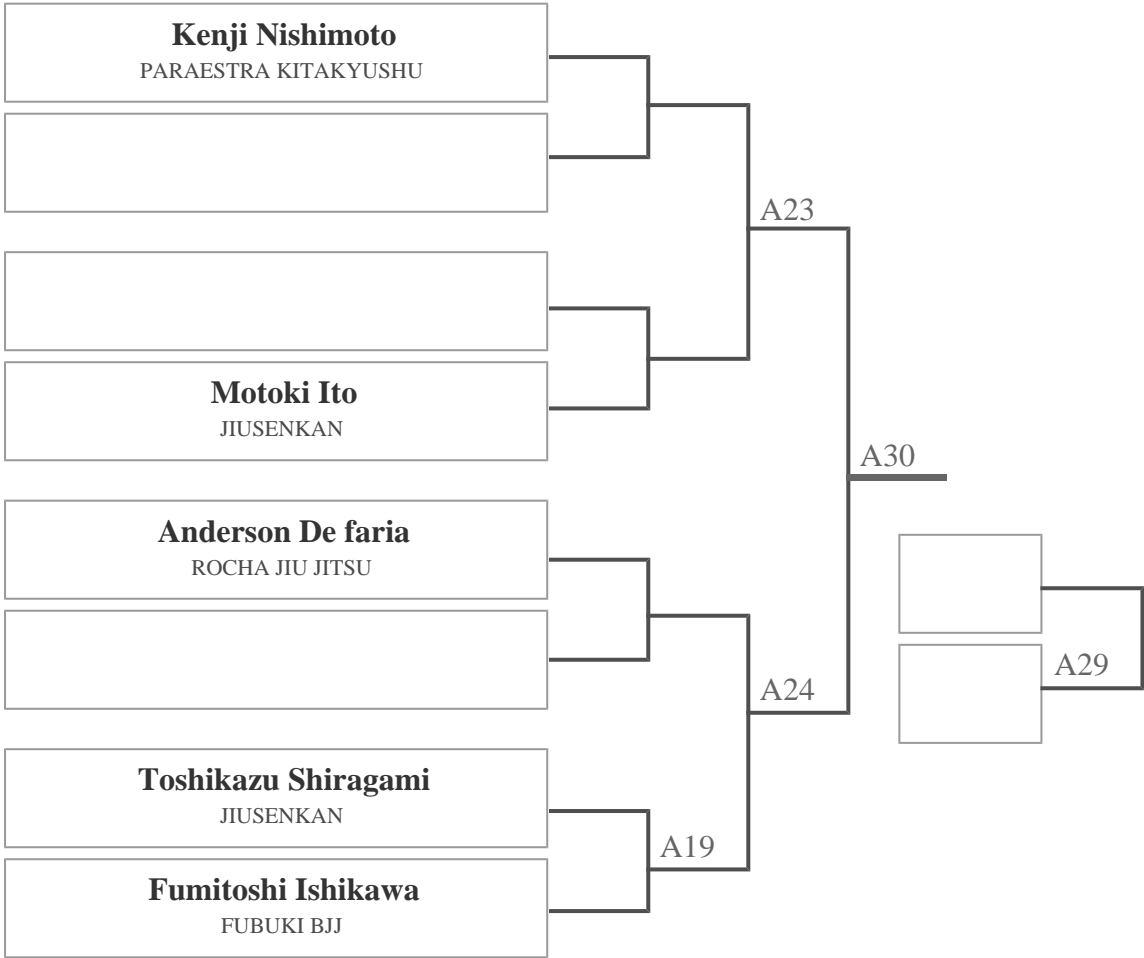 Kenji Nishimoto
PARAESTRA KITAKYUSHU
A23
Motoki Ito
JIUSENKAN
A30
Anderson De faria
ROCHA JIU JITSU
A29
A24
Toshikazu Shiragami
JIUSENKAN
A19
Fumitoshi Ishikawa
FUBUKI BJJ